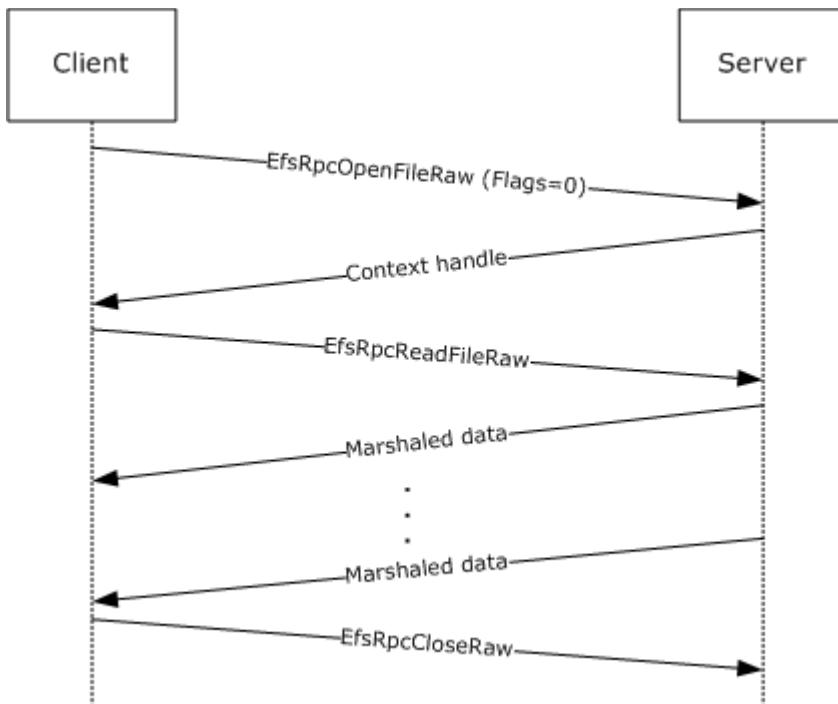 Client
Server
EfsRpcOpenFileRaw (Flags=0)
Context handle
EfsRpcReadFileRaw
Marshaled data
Marshaled data
EfsRpcCloseRaw